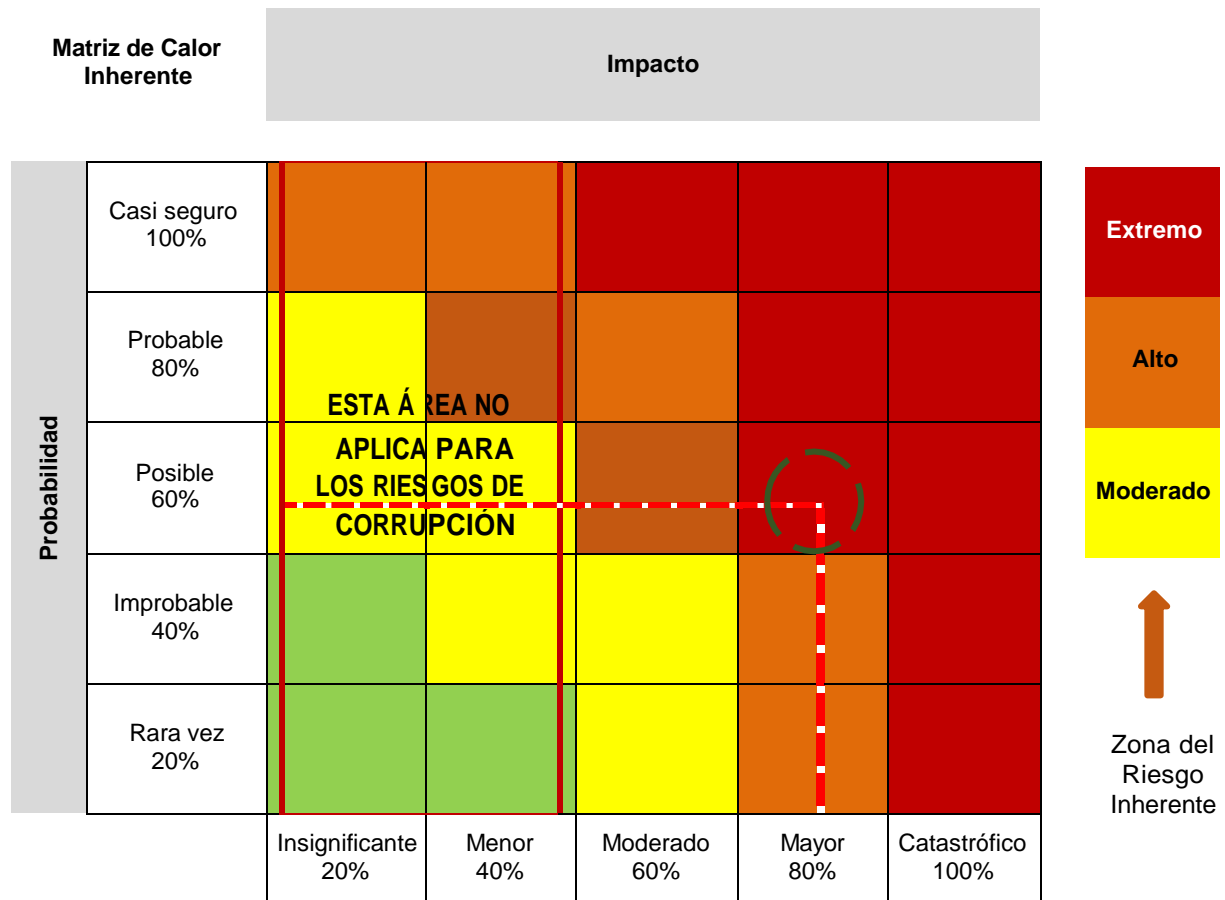 Matriz de Calor
Inherente
Impacto
Probabilidad
Casi seguro
100%
Probable
80%
Posible
60%
Improbable
40%
Rara vez
20%
ESTA ÁREA NO
APLICA PARA
LOS RIESGOS DE
CORRUPCIÓN
Insignificante
20%
Menor
40%
Moderado
60%
Mayor
80%
Catastrófico
100%
Extremo
Alto
Moderado
Zona del
Riesgo
Inherente